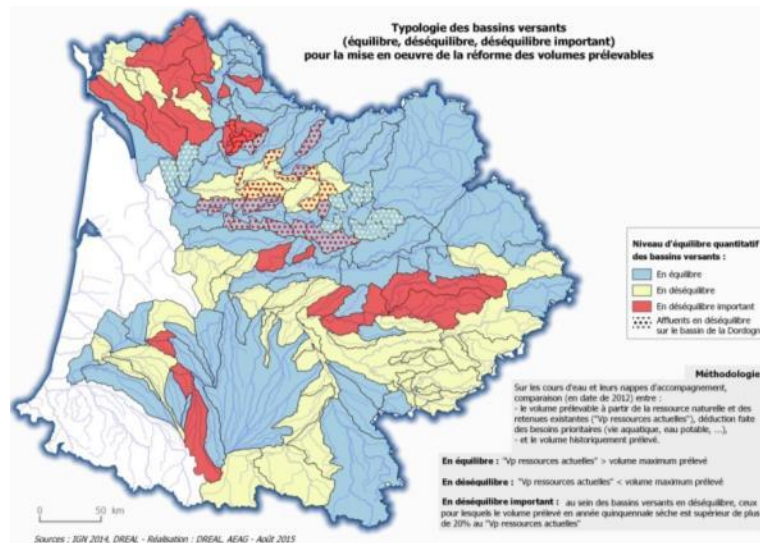 Typologie des bassins versants
(équilibre, déséquilibre, déséquilibre important)
pour la mise en oeuvre de la réforme des volumes prélevables
Niveau d'équilibre quantitatif
des bassins versants :
En équilibre
En déséquilibre
En déséquilibre important
Affluents en déséquilibre
sur le bassin de la Dordogn
Méthodologie
Sur les cours d'eau et leurs nappes d'accompagnement,
comparaison (en date de 2012) entre :
- le volume prélevable à partir de la ressource naturelle et des
retenues existantes ("Vp ressources actuelles"), déduction faite
des besoins prioritaires (vie aquatique, eau potable, ...),
- et le volume historiquement prélevé.
En équilibre : "Vp ressources actuelles" > volume maximum prélevé
En déséquilibre : "Vp ressources actuelles" < volume maximum prélevé
En déséquilibre important : au sein des bassins versants en déséquilibre, ceux
pour lesquels le volume prélevé en année quinquennale sèche est supérieur de plus
de 20% au "Vp ressources actuelles"
0 50 km
Sources : IGN 2014, DREAL - Réalisation : DREAL, AEAG - Août 2015